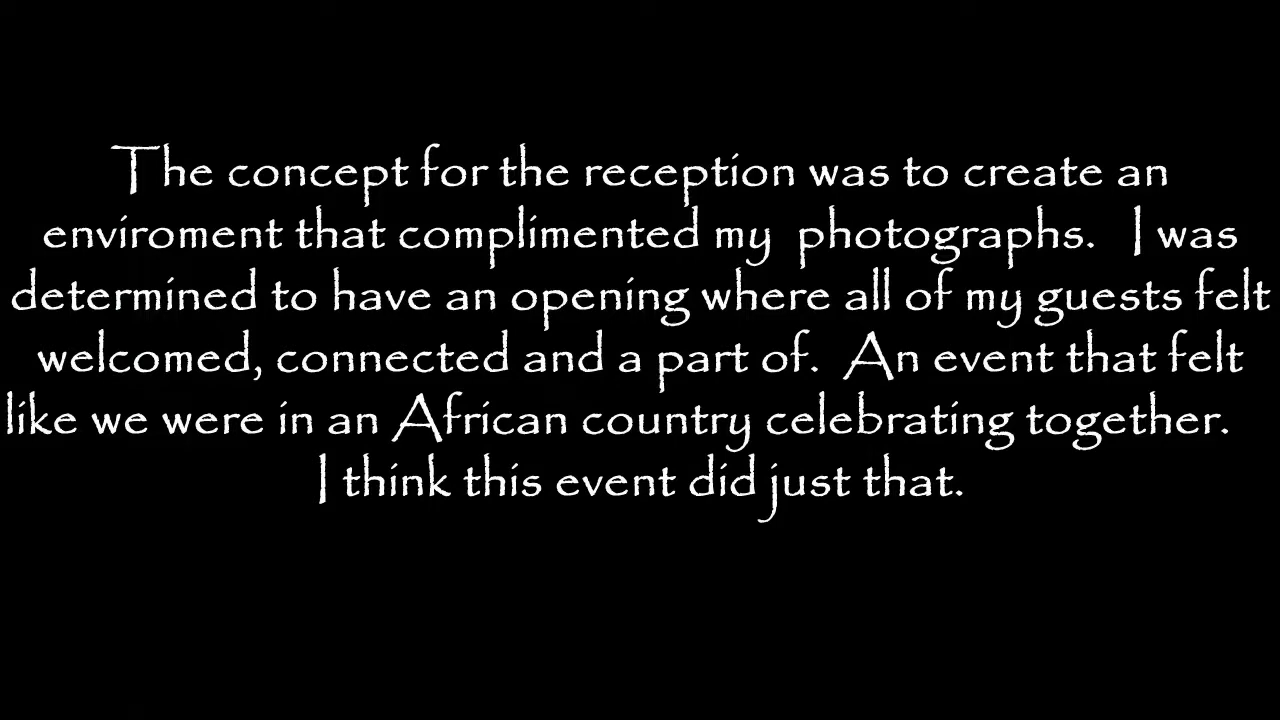 The concept for the reception was to create an
enviroment that complimented my photographs. I was
determined to have an opening where all of my guests felt
welcomed, connected and a part of. An event that felt
like we were in an African country celebrating together.
I think this event did just that.